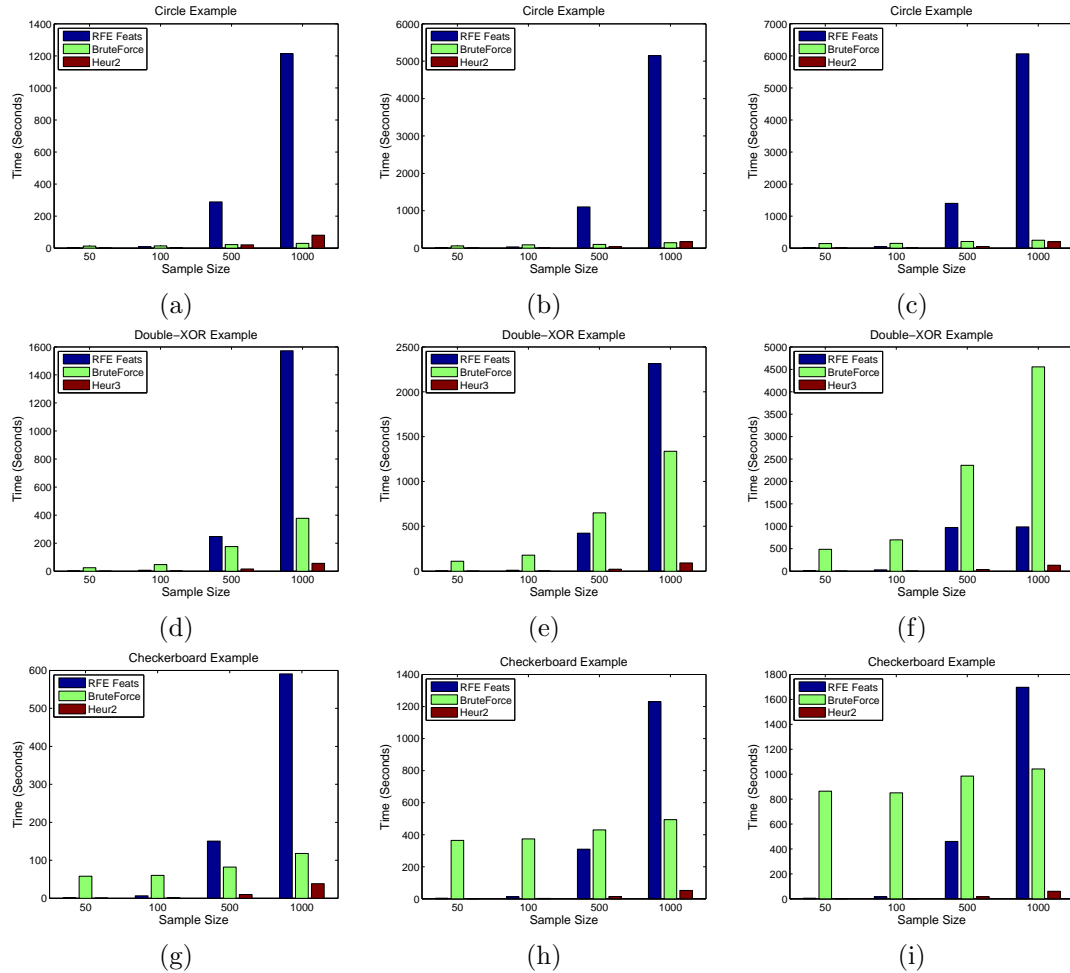 Circle Example
1400
1200
1000
800
600
400
200
0
Time (Seconds)
RFE Feats
BruteForce
Heur2
50 100 500 1000
Sample Size
(a)
Circle Example
6000
5000
4000
3000
2000
1000
0
Time (Seconds)
RFE Feats
BruteForce
Heur2
50 100 500 1000
Sample Size
(b)
Circle Example
7000
6000
5000
4000
3000
2000
1000
0
Time (Seconds)
RFE Feats
BruteForce
Heur2
50 100 500 1000
Sample Size
(c)
Double−XOR Example
1600
1400
1200
1000
800
600
400
200
0
Time (Seconds)
RFE Feats
BruteForce
Heur3
50 100 500 1000
Sample Size
(d)
Double−XOR Example
2500
2000
1500
1000
500
0
Time (Seconds)
RFE Feats
BruteForce
Heur3
50 100 500 1000
Sample Size
(e)
Double−XOR Example
5000
4500
4000
3500
3000
2500
2000
1500
1000
500
0
Time (Seconds)
RFE Feats
BruteForce
Heur3
50 100 500 1000
Sample Size
(f)
Checkerboard Example
600
500
400
300
200
100
0
Time (Seconds)
RFE Feats
BruteForce
Heur2
50 100 500 1000
Sample Size
(g)
Checkerboard Example
1400
1200
1000
800
600
400
200
0
Time (Seconds)
RFE Feats
BruteForce
Heur2
50 100 500 1000
Sample Size
(h)
Checkerboard Example
1800
1600
1400
1200
1000
800
600
400
200
0
Time (Seconds)
RFE Feats
BruteForce
Heur2
50 100 500 1000
Sample Size
(i)